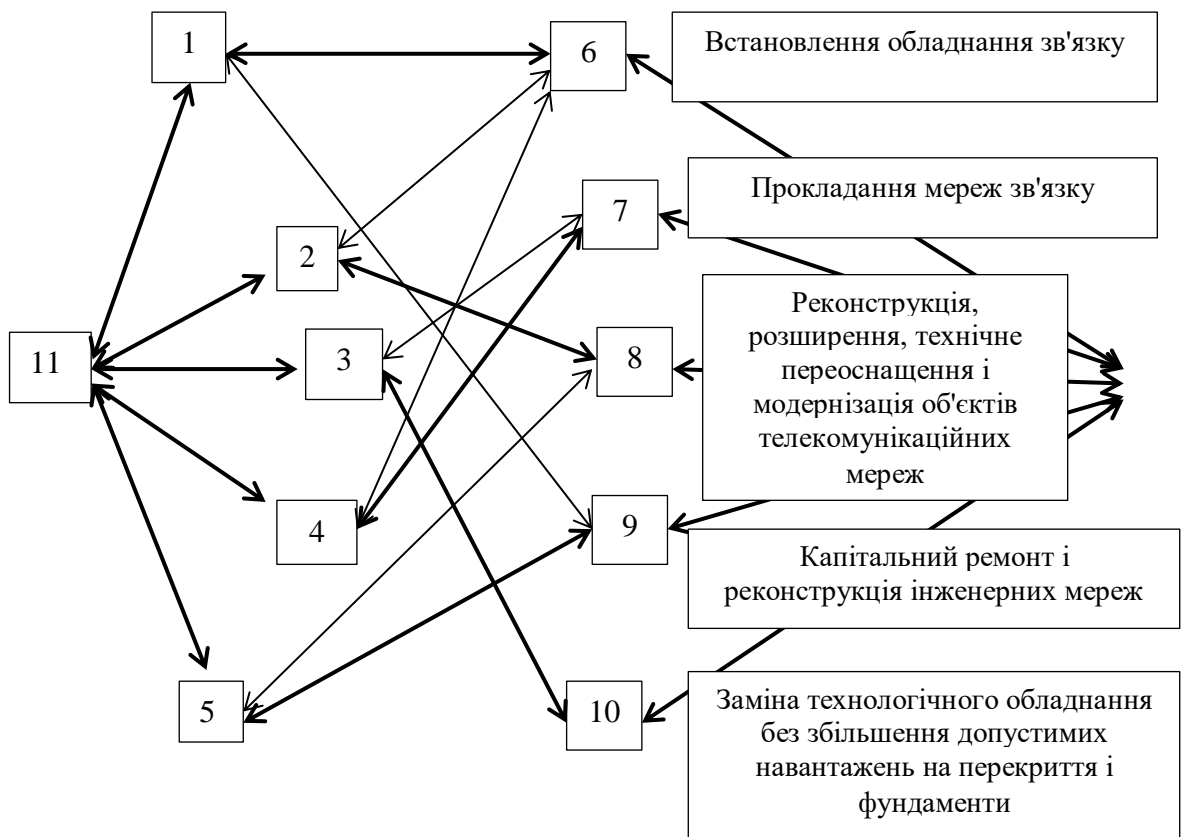 1
6
Встановлення обладнання зв'язку
Прокладання мереж зв'язку
7
2
Реконструкція,
розширення, технічне
переоснащення і
модернізація об'єктів
телекомунікаційних
мереж
11
3
8
4
9
Капітальний ремонт і
реконструкція інженерних мереж
5
10
Заміна технологічного обладнання
без збільшення допустимих
навантажень на перекриття і
фундаменти